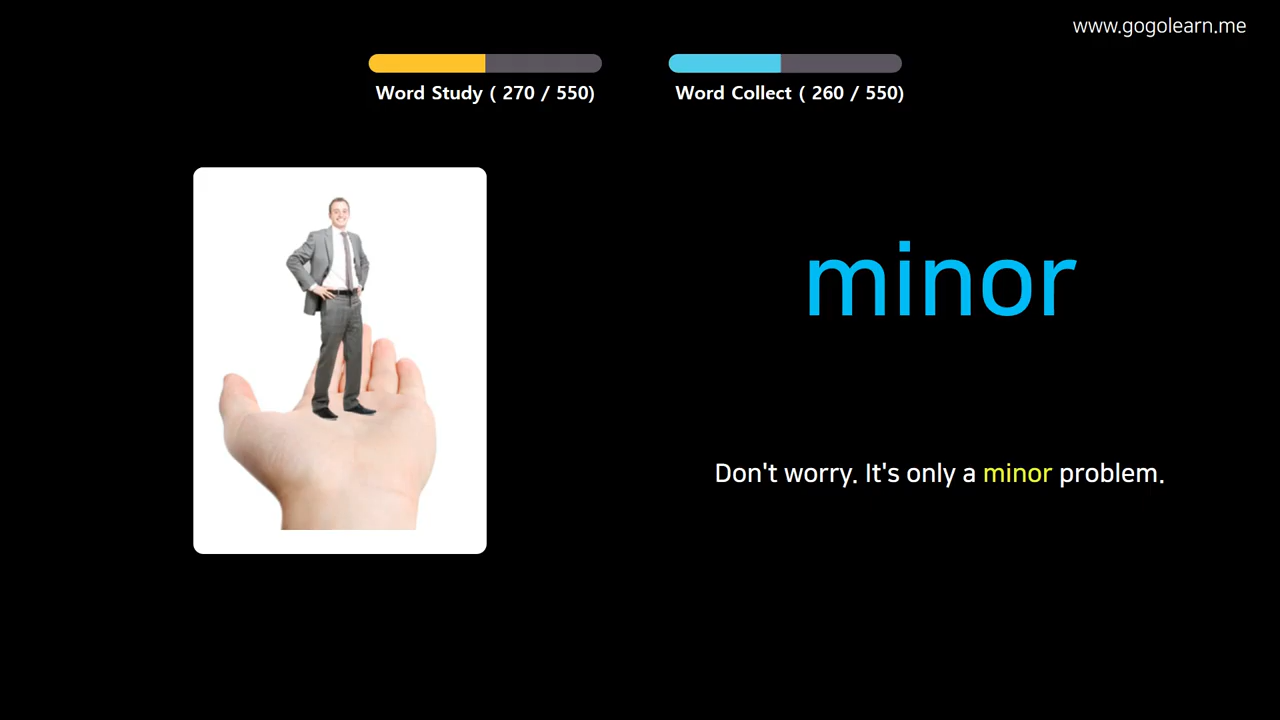 www.gogolearn.me
Word Study ( 270 / 550)
Word Collect ( 260 / 550)
minor
Don't worry. It's only a minor problem.